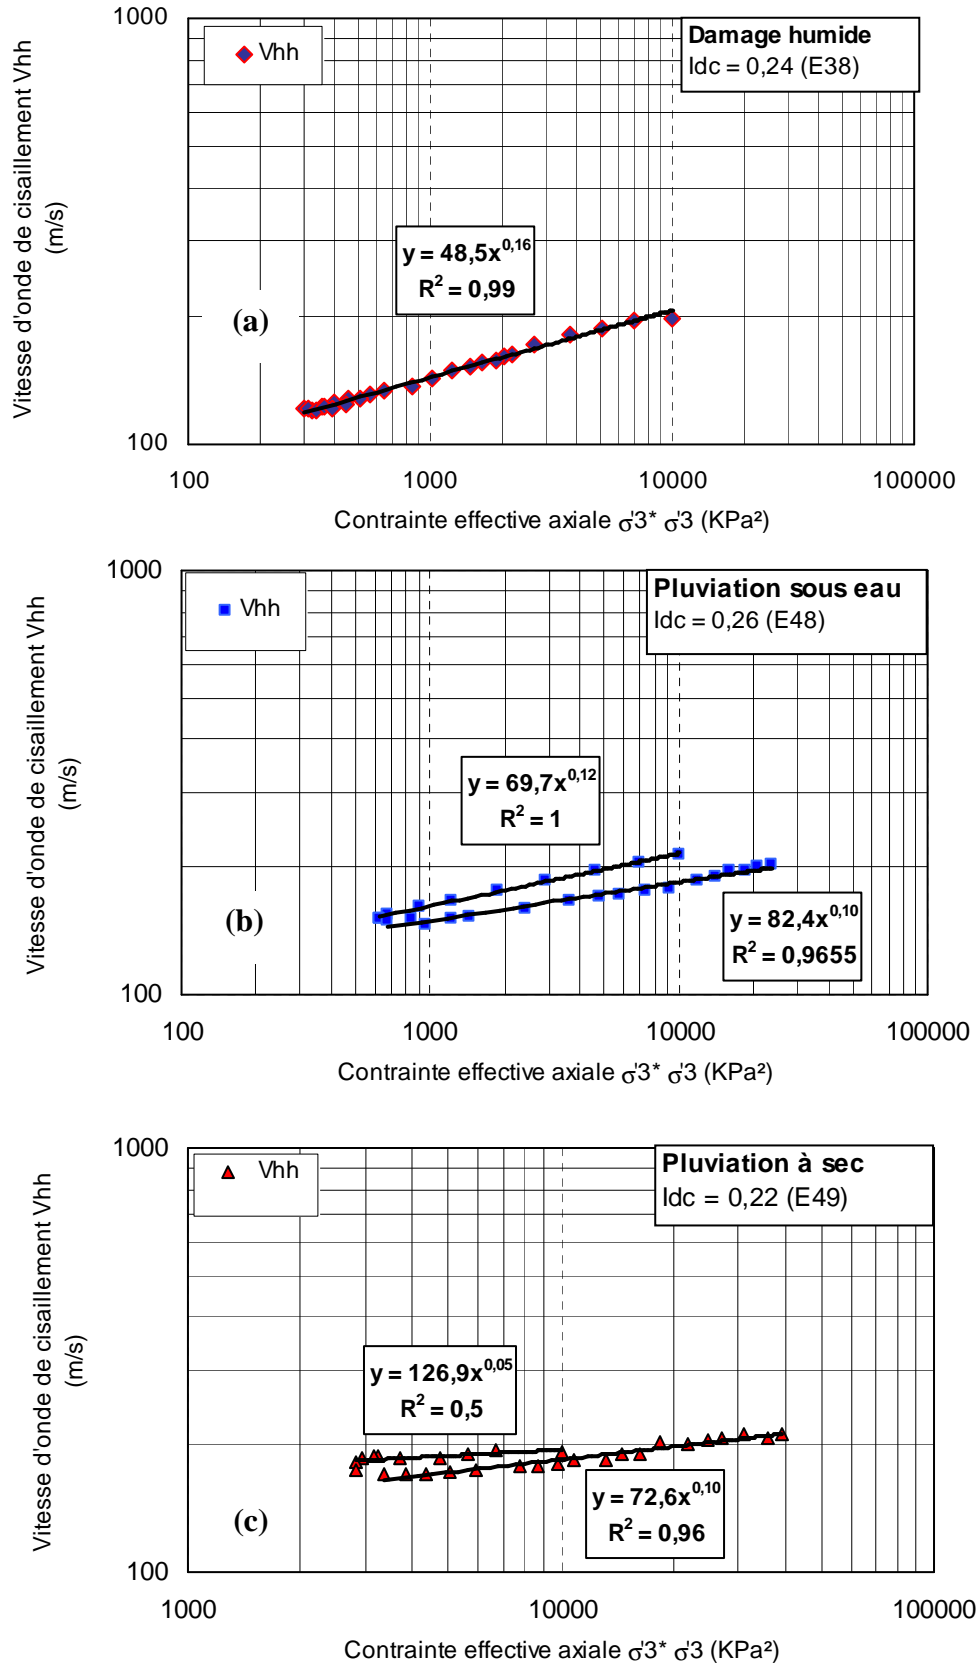 1000
Vhh
Damage humide
Idc = 0,24 (E38)
Vitesse d'onde de cisaillement Vhh
(m/s)
y = 48,5x^0,16
R² = 0,99
(a)
100
100 1000 10000 100000
Contrainte effective axiale σ'3* σ'3 (KPa²)
1000
Vhh
Pluviation sous eau
Idc = 0,26 (E48)
Vitesse d'onde de cisaillement Vhh
(m/s)
y = 69,7x^0,12
R² = 1
(b)
y = 82,4x^0,10
R² = 0,9655
100
100 1000 10000 100000
Contrainte effective axiale σ'3* σ'3 (KPa²)
1000
Vhh
Pluviation à sec
Idc = 0,22 (E49)
Vitesse d'onde de cisaillement Vhh
(m/s)
y = 126,9x^0,05
R² = 0,5
y = 72,6x^0,10
R² = 0,96
(c)
100
1000 10000 100000
Contrainte effective axiale σ'3* σ'3 (KPa²)